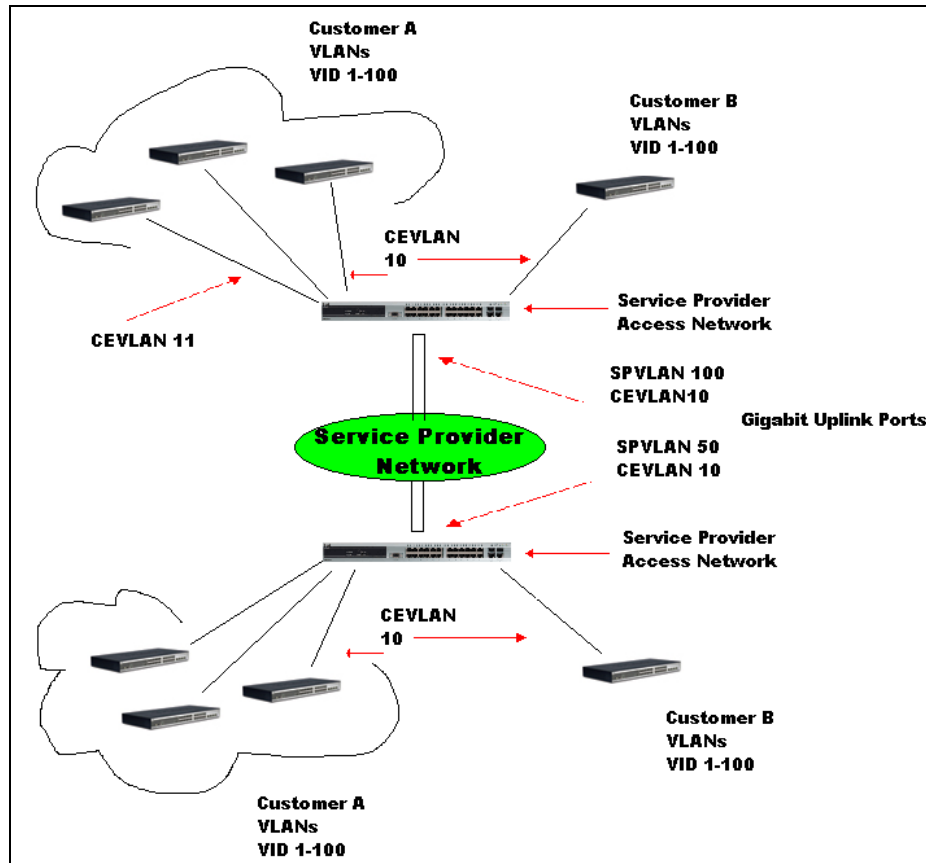 Customer A
VLANs
VID 1-100
Customer B
VLANs
VID 1-100
CEVLAN
10
CEVLAN 11
Service Provider
Access Network
SPVLAN 100
CEVLAN10
Gigabit Uplink Ports
Service Provider
Network
SPVLAN 50
CEVLAN 10
Service Provider
Access Network
CEVLAN
10
Customer B
VLANs
VID 1-100
Customer A
VLANs
VID 1-100